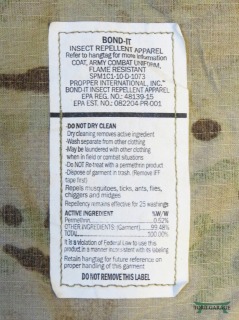 BOND-IT
INSECT REPELLENT APPAREL
Refer to hangtag for more information
COAT, ARMY COMBAT UNIFORM,
FLAME RESISTANT
SPM1C1-10-D-1073
PROPPER INTERNATIONAL, INC.
BOND-IT INSECT REPELLENT APPAREL
EPA REG. NO.: 48139-15
EPA EST. NO.: 082204-PR-001
-DO NOT DRY CLEAN
Dry cleaning removes active ingredient
-Wash separate from other clothing
-May be laundered with other clothing
when in field or combat situations
-Do NOT Re-treat with a permethrin product
-Dispose of garment in trash. (Remove IFF
tape first)
Repels mosquitoes, ticks, ants, flies,
chiggers and midges
Repellency remains effective for 25 washings
ACTIVE INGREDIENT %W/W
Permethrin 0.52%
OTHER INGREDIENTS: (Garment) 99.48%
TOTAL 100.00%
It is a violation of Federal Law to use this
product in a manner inconsistent with its labeling
Retain hangtag for future reference on
proper handling of this garment
DO NOT REMOVE THIS LABEL